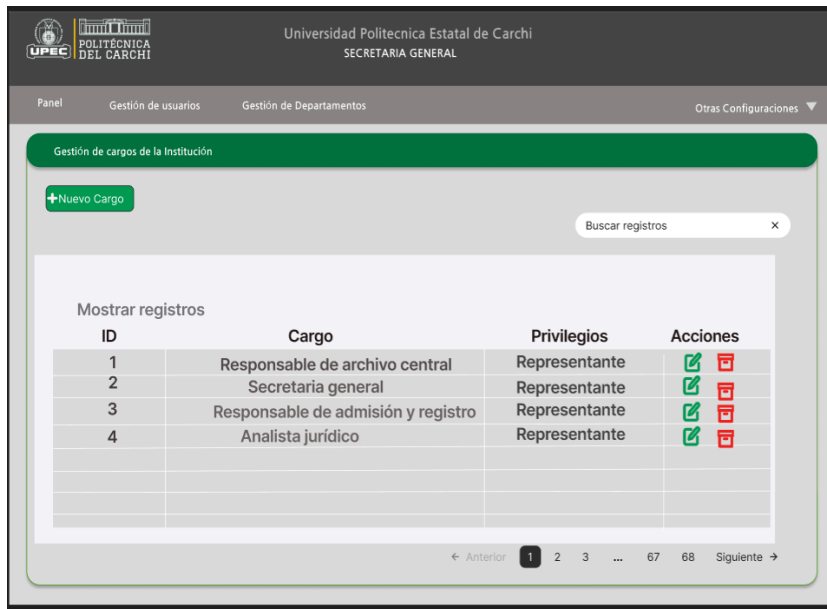 UPEC
POLITÉCNICA
DEL CARCHI
Universidad Politecnica Estatal de Carchi
SECRETARIA GENERAL
Panel Gestión de usuarios Gestión de Departamentos Otras Configuraciones
Gestión de cargos de la Institución
+Nuevo Cargo
Buscar registros x
Mostrar registros
ID Cargo Privilegios Acciones
1 Responsable de archivo central Representante
2 Secretaria general Representante
3 Responsable de admisión y registro Representante
4 Analista jurídico Representante
← Anterior 1 2 3 ... 67 68 Siguiente →